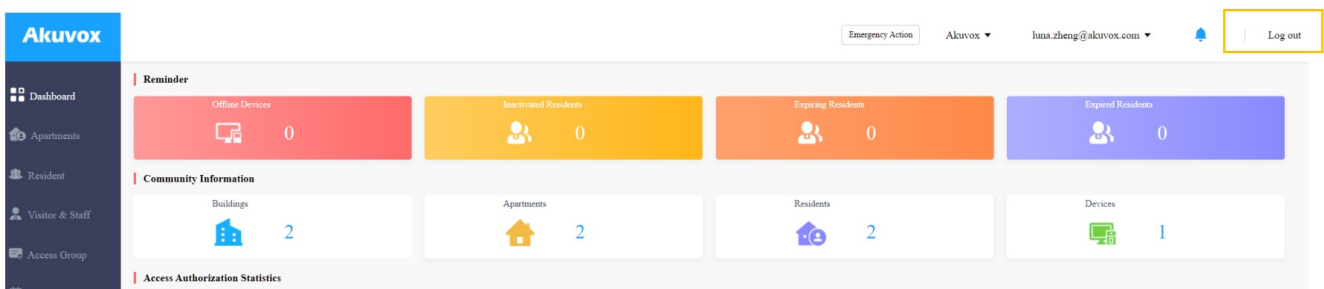 Akuvox
Emergency Action
Akuvox
luna.zheng@akuvox.com
Log out
Dashboard
Apartments
Resident
Visitor & Staff
Access Group
Reminder
Offline Devices
0
Inactivated Residents
0
Expiring Residents
0
Expired Residents
0
Community Information
Buildings
2
Apartments
2
Residents
2
Devices
1
Access Authorization Statistics